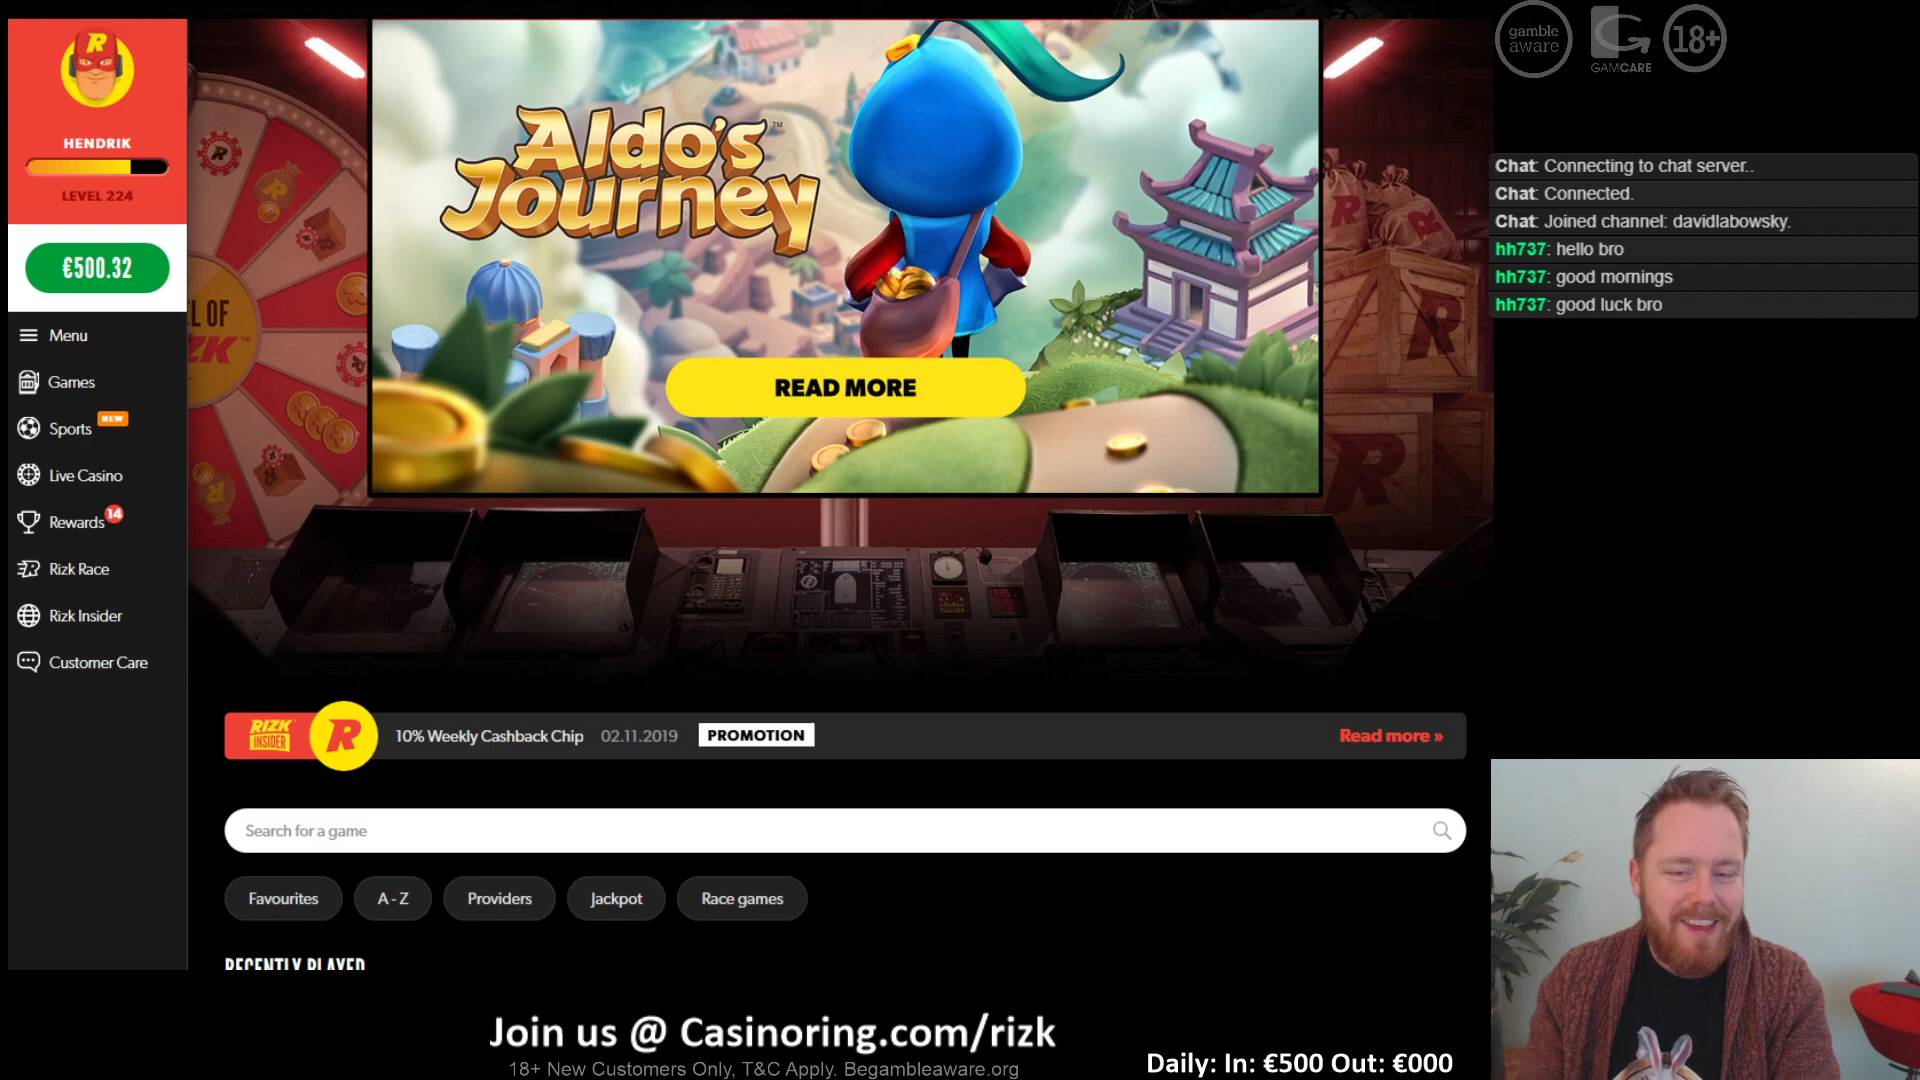 R
HENDRIK
LEVEL 224
€500.32
Menu
Games
Sports NEW
Live Casino
Rewards 14
Rizk Race
Rizk Insider
Customer Care
Aldo's™
Journey
READ MORE
gamble
aware
GAMCARE
18+
Chat: Connecting to chat server..
Chat: Connected.
Chat: Joined channel: davidlabowsky.
hh737: hello bro
hh737: good mornings
hh737: good luck bro
RIZK
INSIDER
R
10% Weekly Cashback Chip 02.11.2019 PROMOTION Read more »
Search for a game
Favourites A - Z Providers Jackpot Race games
RECENTLY PLAYED
Join us @ Casinoring.com/rizk
18+ New Customers Only, T&C Apply. Begambleaware.org
Daily: In: €500 Out: €000